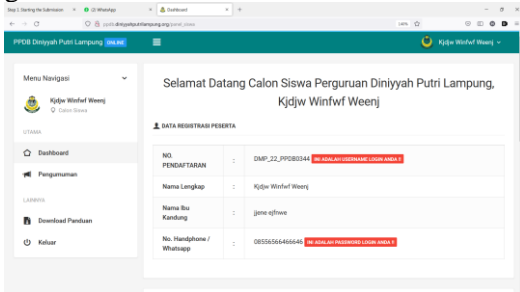 Step 1. Starting the Submission
(2) WhatsApp
Dashboard
ppdb.diniyyahputrilampung.org/panel_siswa
140%
PPDB Diniyyah Putri Lampung ONLINE
Kjdjw Winfwf Weenj
Menu Navigasi
Kjdjw Winfwf Weenj
Calon Siswa
UTAMA
Dashboard
Pengumuman
LAINNYA
Download Panduan
Keluar
Selamat Datang Calon Siswa Perguruan Diniyyah Putri Lampung,
Kjdjw Winfwf Weenj
DATA REGISTRASI PESERTA
NO. PENDAFTARAN : DMP_22_PPDB0344 INI ADALAH USERNAME LOGIN ANDA !!
Nama Lengkap : Kjdjw Winfwf Weenj
Nama Ibu Kandung : jjene ejfnwe
No. Handphone / Whatsapp : 08556566466646 INI ADALAH PASSWORD LOGIN ANDA !!